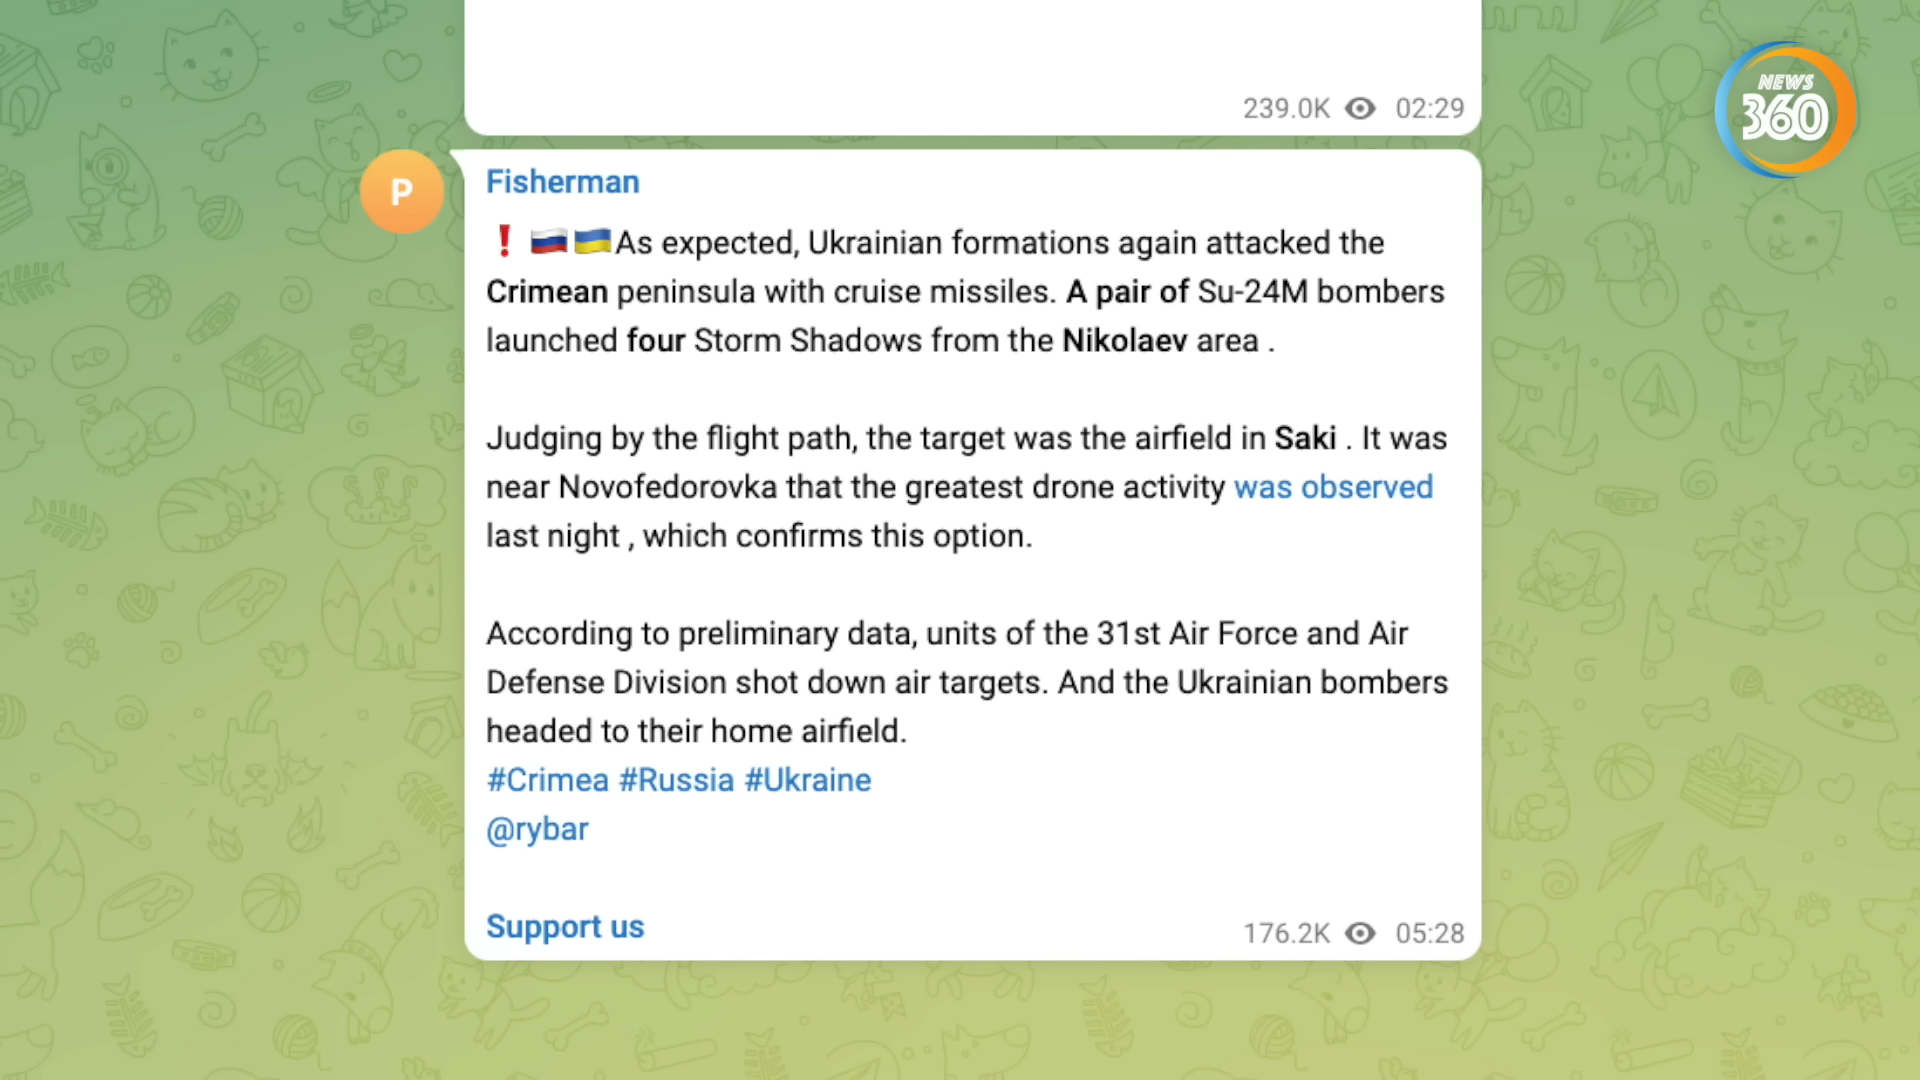 239.0K 02:29
NEWS
360
P
Fisherman
❗🇷🇺🇺🇦As expected, Ukrainian formations again attacked the
Crimean peninsula with cruise missiles. A pair of Su-24M bombers
launched four Storm Shadows from the Nikolaev area .
Judging by the flight path, the target was the airfield in Saki . It was
near Novofedorovka that the greatest drone activity was observed
last night , which confirms this option.
According to preliminary data, units of the 31st Air Force and Air
Defense Division shot down air targets. And the Ukrainian bombers
headed to their home airfield.
#Crimea #Russia #Ukraine
@rybar
Support us
176.2K 05:28